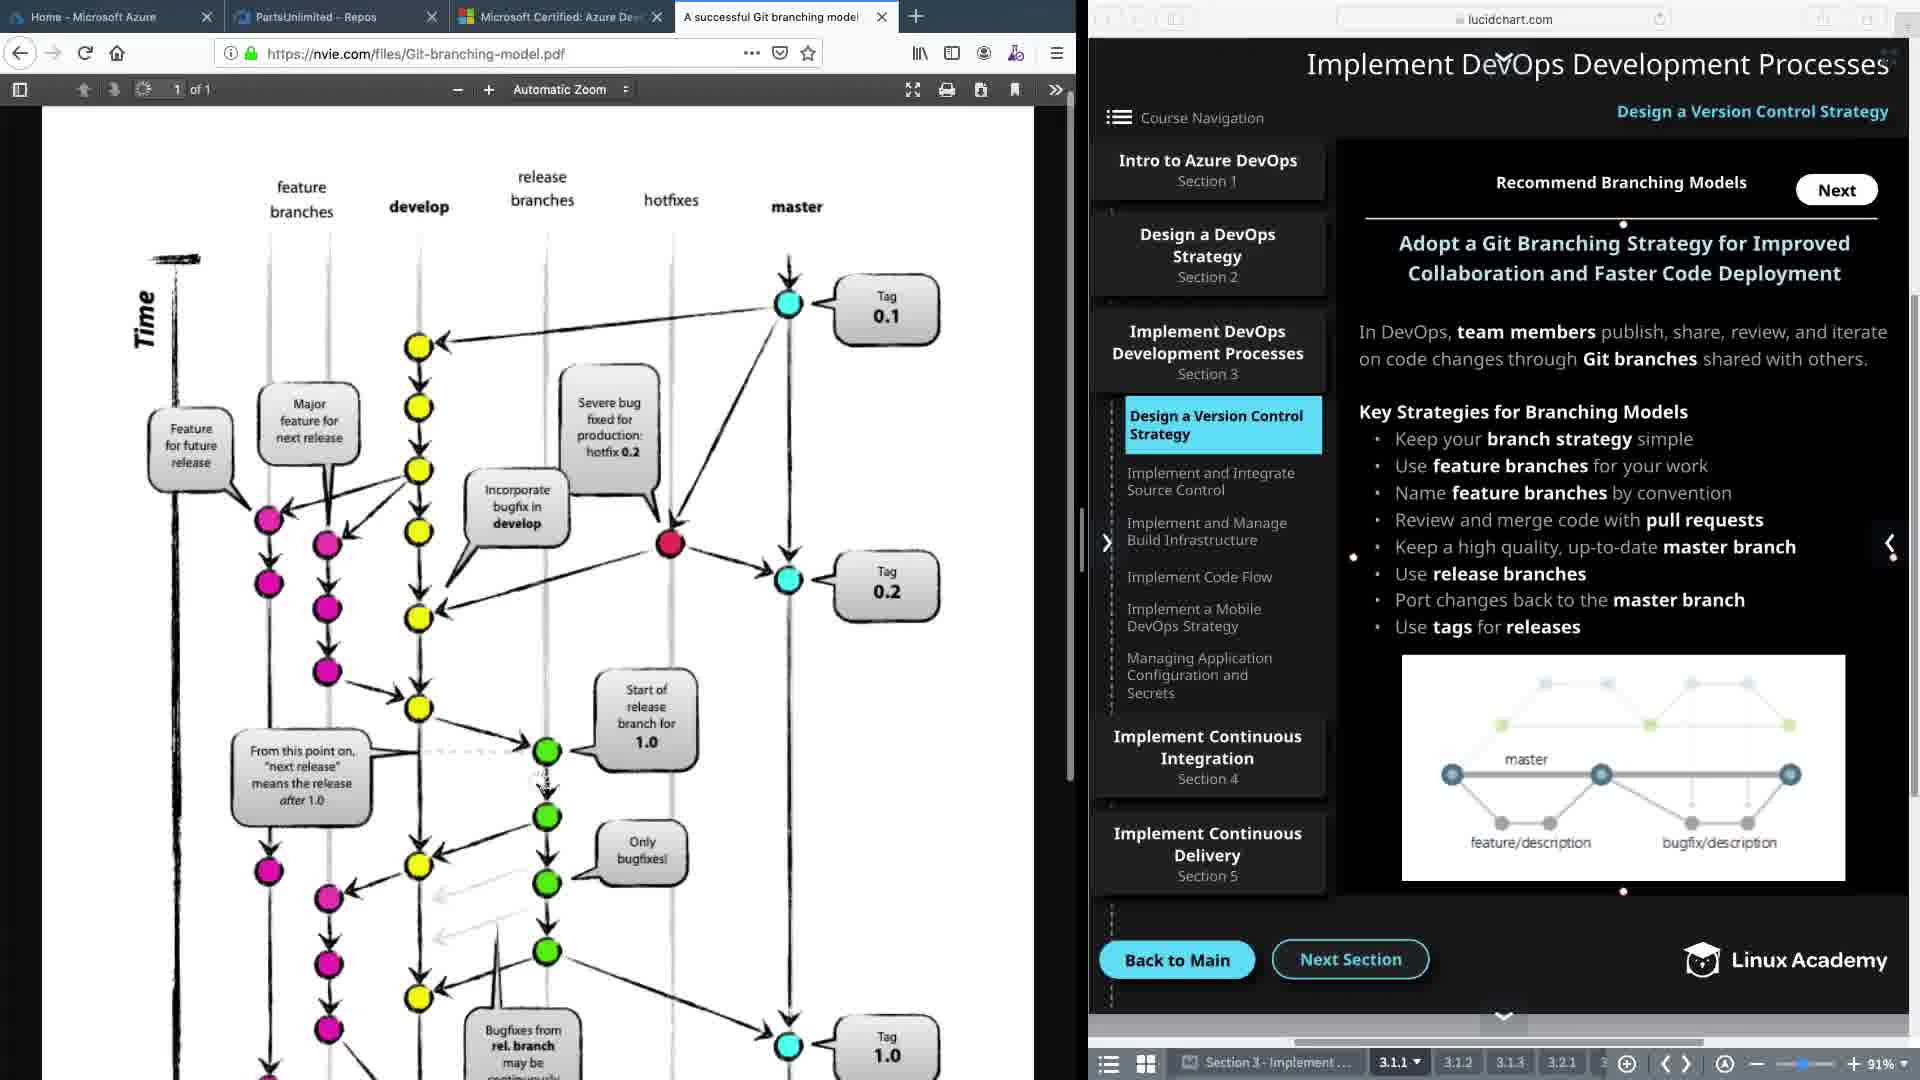 Home - Microsoft Azure
PartsUnlimited - Repos
Microsoft Certified: Azure Dev
A successful Git branching model
https://nvie.com/files/Git-branching-model.pdf
1 of 1
Automatic Zoom
feature
branches
develop
release
branches
hotfixes
master
Time
Tag
0.1
Major
feature for
next release
Feature
for future
release
Severe bug
fixed for
production:
hotfix 0.2
Incorporate
bugfix in
develop
Tag
0.2
Start of
release
branch for
1.0
From this point on,
"next release"
means the release
after 1.0
Only
bugfixes!
Bugfixes from
rel. branch
may be
continuously
Tag
1.0
lucidchart.com
Implement DevOps Development Processes
Design a Version Control Strategy
Course Navigation
Intro to Azure DevOps
Section 1
Design a DevOps
Strategy
Section 2
Implement DevOps
Development Processes
Section 3
Design a Version Control
Strategy
Implement and Integrate
Source Control
Implement and Manage
Build Infrastructure
Implement Code Flow
Implement a Mobile
DevOps Strategy
Managing Application
Configuration and
Secrets
Implement Continuous
Integration
Section 4
Implement Continuous
Delivery
Section 5
Back to Main
Next Section
Recommend Branching Models
Next
Adopt a Git Branching Strategy for Improved
Collaboration and Faster Code Deployment
In DevOps, team members publish, share, review, and iterate
on code changes through Git branches shared with others.
Key Strategies for Branching Models
• Keep your branch strategy simple
• Use feature branches for your work
• Name feature branches by convention
• Review and merge code with pull requests
• Keep a high quality, up-to-date master branch
• Use release branches
• Port changes back to the master branch
• Use tags for releases
master
feature/description
bugfix/description
Linux Academy
Section 3 - Implement ...
3.1.1
3.1.2
3.1.3
3.2.1
3
91%